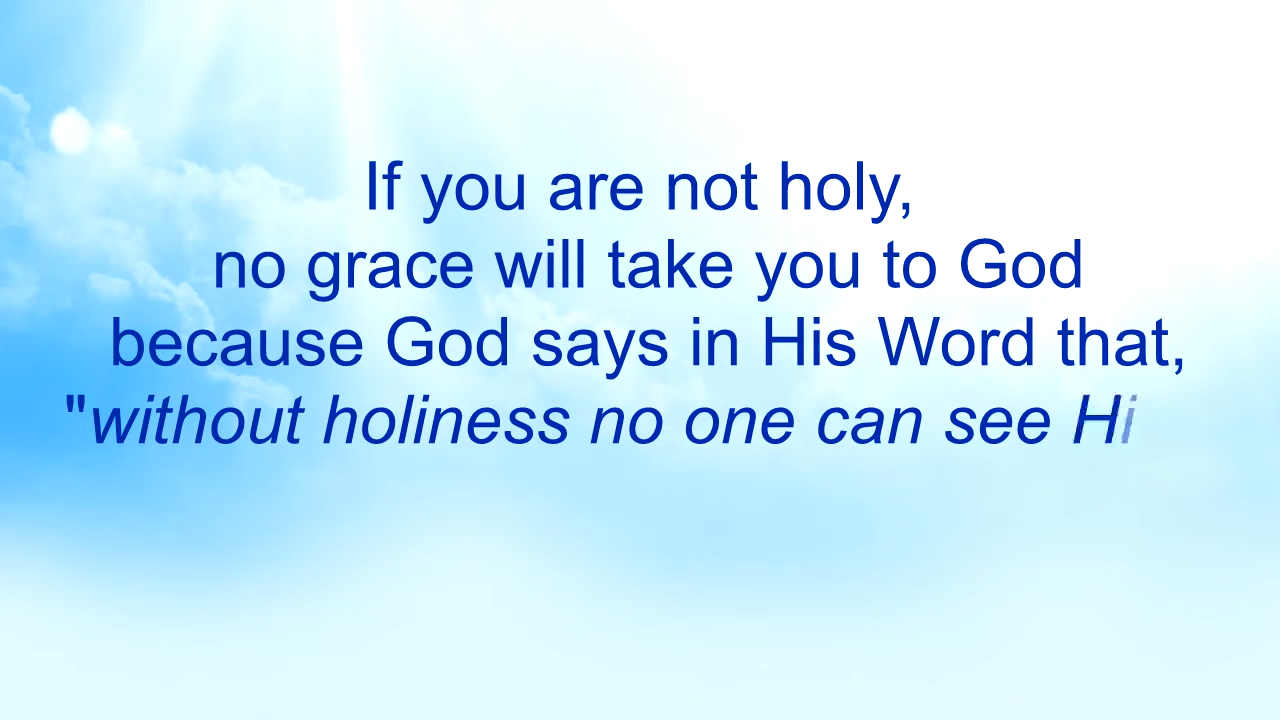 If you are not holy,
no grace will take you to God
because God says in His Word that,
"without holiness no one can see Hi